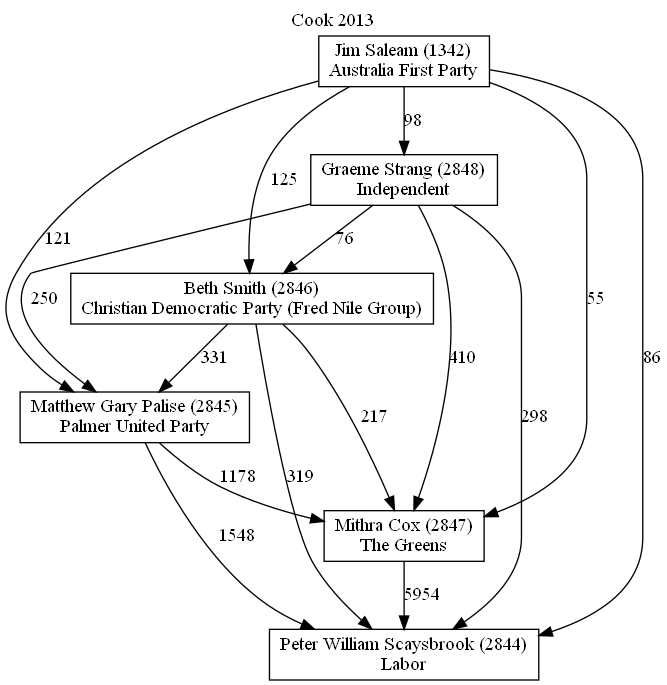 Cook 2013
Jim Saleam (1342)
Australia First Party
98
Graeme Strang (2848)
Independent
125
121
76
250
Beth Smith (2846)
Christian Democratic Party (Fred Nile Group)
55
331
410
86
Matthew Gary Palise (2845)
Palmer United Party
217
298
1178
319
Mithra Cox (2847)
The Greens
1548
5954
Peter William Scaysbrook (2844)
Labor